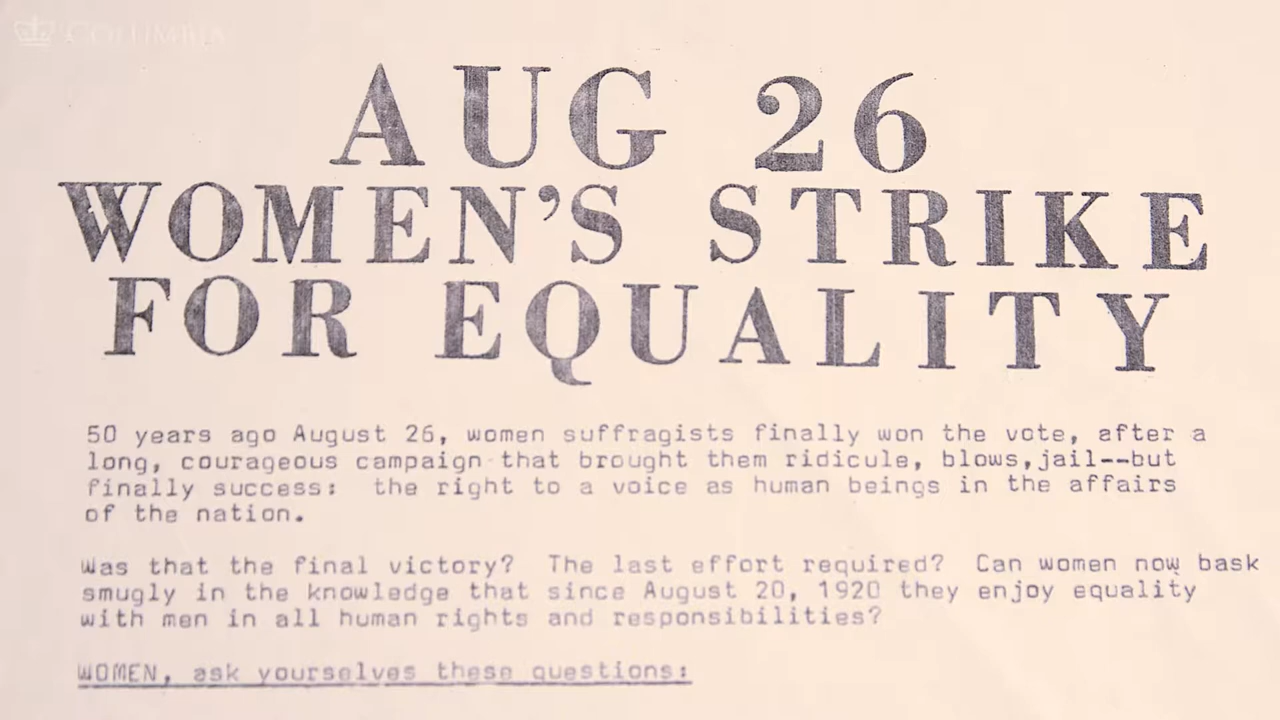 COLUMBIA
AUG 26
WOMEN'S STRIKE
FOR EQUALITY
50 years ago August 26, women suffragists finally won the vote, after a
long, courageous campaign that brought them ridicule, blows,jail--but
finally success: the right to a voice as human beings in the affairs
of the nation.
Was that the final victory? The last effort required? Can women now bask
smugly in the knowledge that since August 20, 1920 they enjoy equality
with men in all human rights and responsibilities?
WOMEN, ask yourselves these questions: